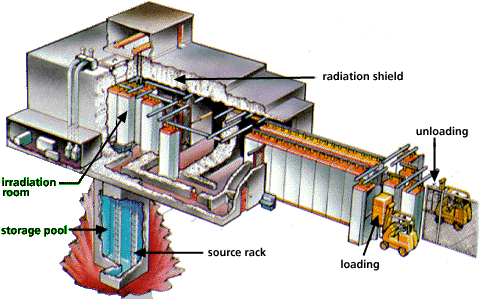 radiation shield
unloading
irradiation
room
storage pool
source rack
loading